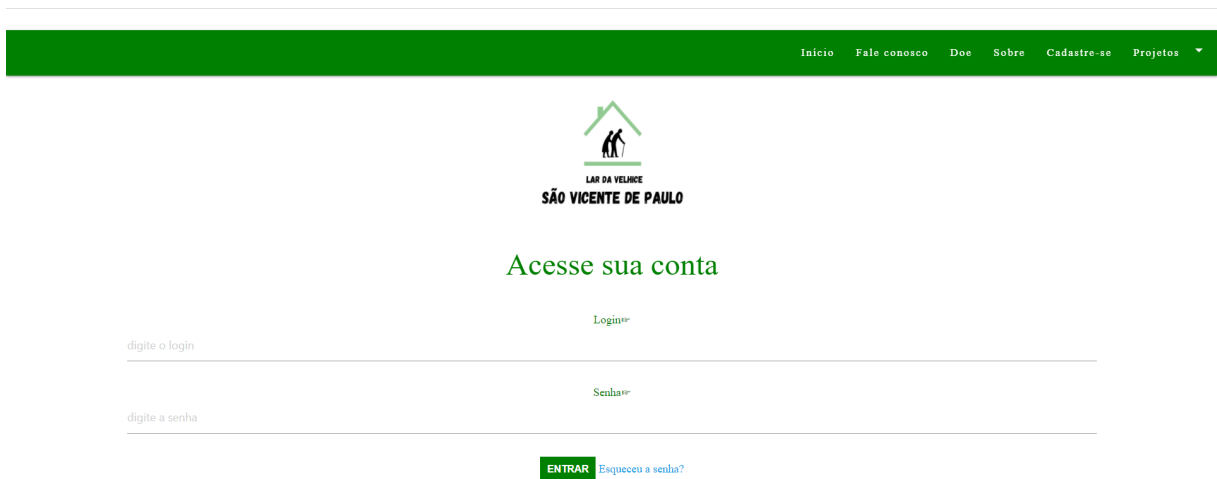 Início Fale conosco Doe Sobre Cadastre-se Projetos
LAR DA VELHICE
SÃO VICENTE DE PAULO
Acesse sua conta
Login
digite o login
Senha
digite a senha
ENTRAR Esqueceu a senha?